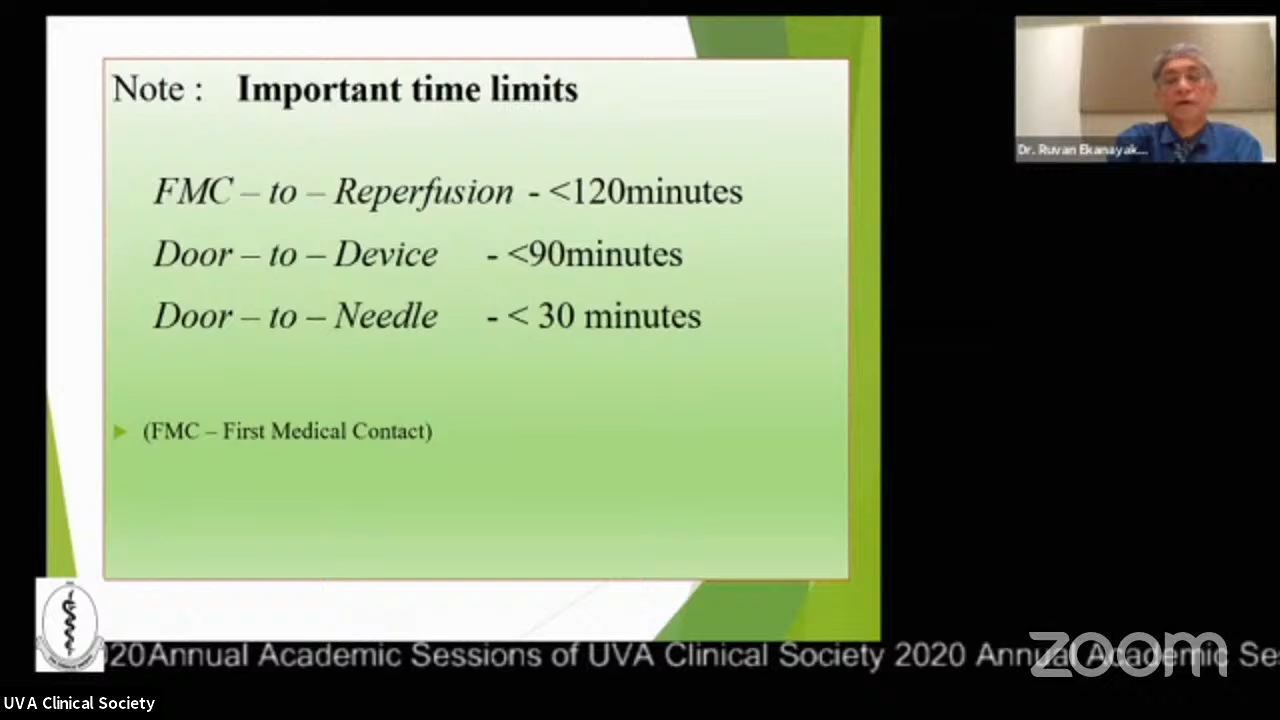 Note : Important time limits
FMC – to – Reperfusion - <120minutes
Door – to – Device - <90minutes
Door – to – Needle - < 30 minutes
(FMC – First Medical Contact)
Dr. Ruvan Ekanayak...
20Annual Academic Sessions of UVA Clinical Society 2020 Annual Academic Se
zoom
UVA Clinical Society